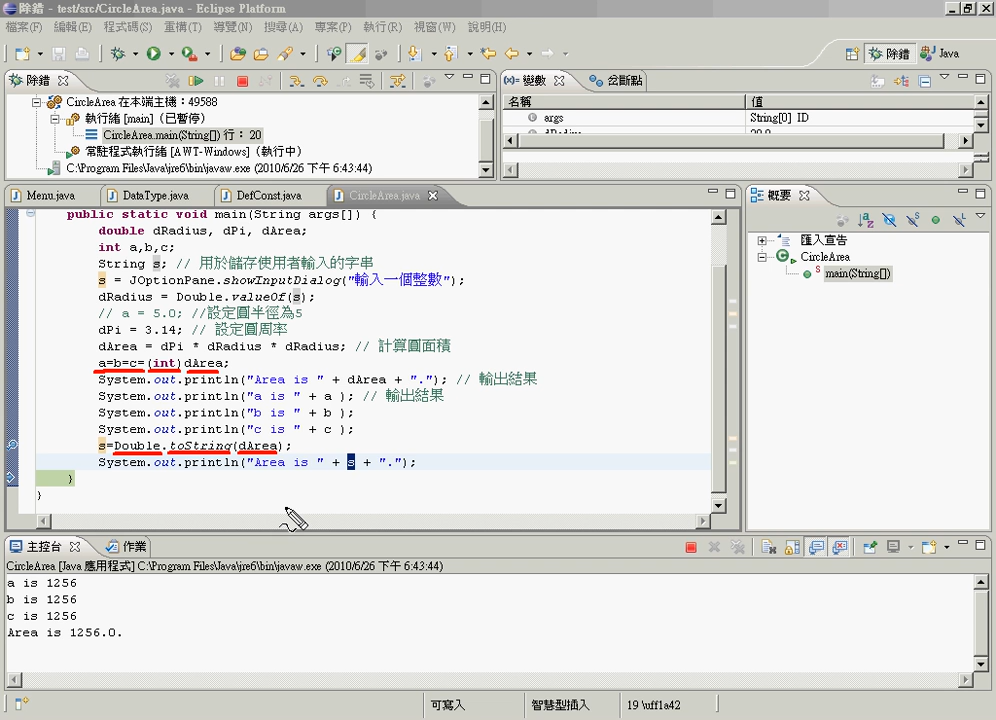 除錯 - test/src/CircleArea.java - Eclipse Platform
檔案(F) 編輯(E) 程式碼(S) 重構(T) 導覽(N) 搜尋(A) 專案(P) 執行(R) 視窗(W) 說明(H)
除錯 Java
除錯
CircleArea 在本端主機：49588
執行緒 [main]（已暫停）
CircleArea.main(String[]) 行： 20
常駐程式執行緒 [AWT-Windows]（執行中）
C:\Program Files\Java\jre6\bin\javaw.exe (2010/6/26 下午 6:43:44)
(x)= 變數 岔斷點
名稱 值
args String[0] ID
dRadius 20.0
Menu.java DataType.java DefConst.java CircleArea.java
public static void main(String args[]) {
double dRadius, dPi, dArea;
int a,b,c;
String s; // 用於儲存使用者輸入的字串
s = JOptionPane.showInputDialog("輸入一個整數");
dRadius = Double.valueOf(s);
// a = 5.0; //設定圓半徑為5
dPi = 3.14; // 設定圓周率
dArea = dPi * dRadius * dRadius; // 計算圓面積
a=b=c=(int)dArea;
System.out.println("Area is " + dArea + "."); // 輸出結果
System.out.println("a is " + a ); // 輸出結果
System.out.println("b is " + b );
System.out.println("c is " + c );
s=Double.toString(dArea);
System.out.println("Area is " + s + ".");
}
}
概要
匯入宣告
CircleArea
main(String[])
主控台 作業
CircleArea [Java 應用程式] C:\Program Files\Java\jre6\bin\javaw.exe (2010/6/26 下午 6:43:44)
a is 1256
b is 1256
c is 1256
Area is 1256.0.
可寫入 智慧型插入 19 \uff1a42